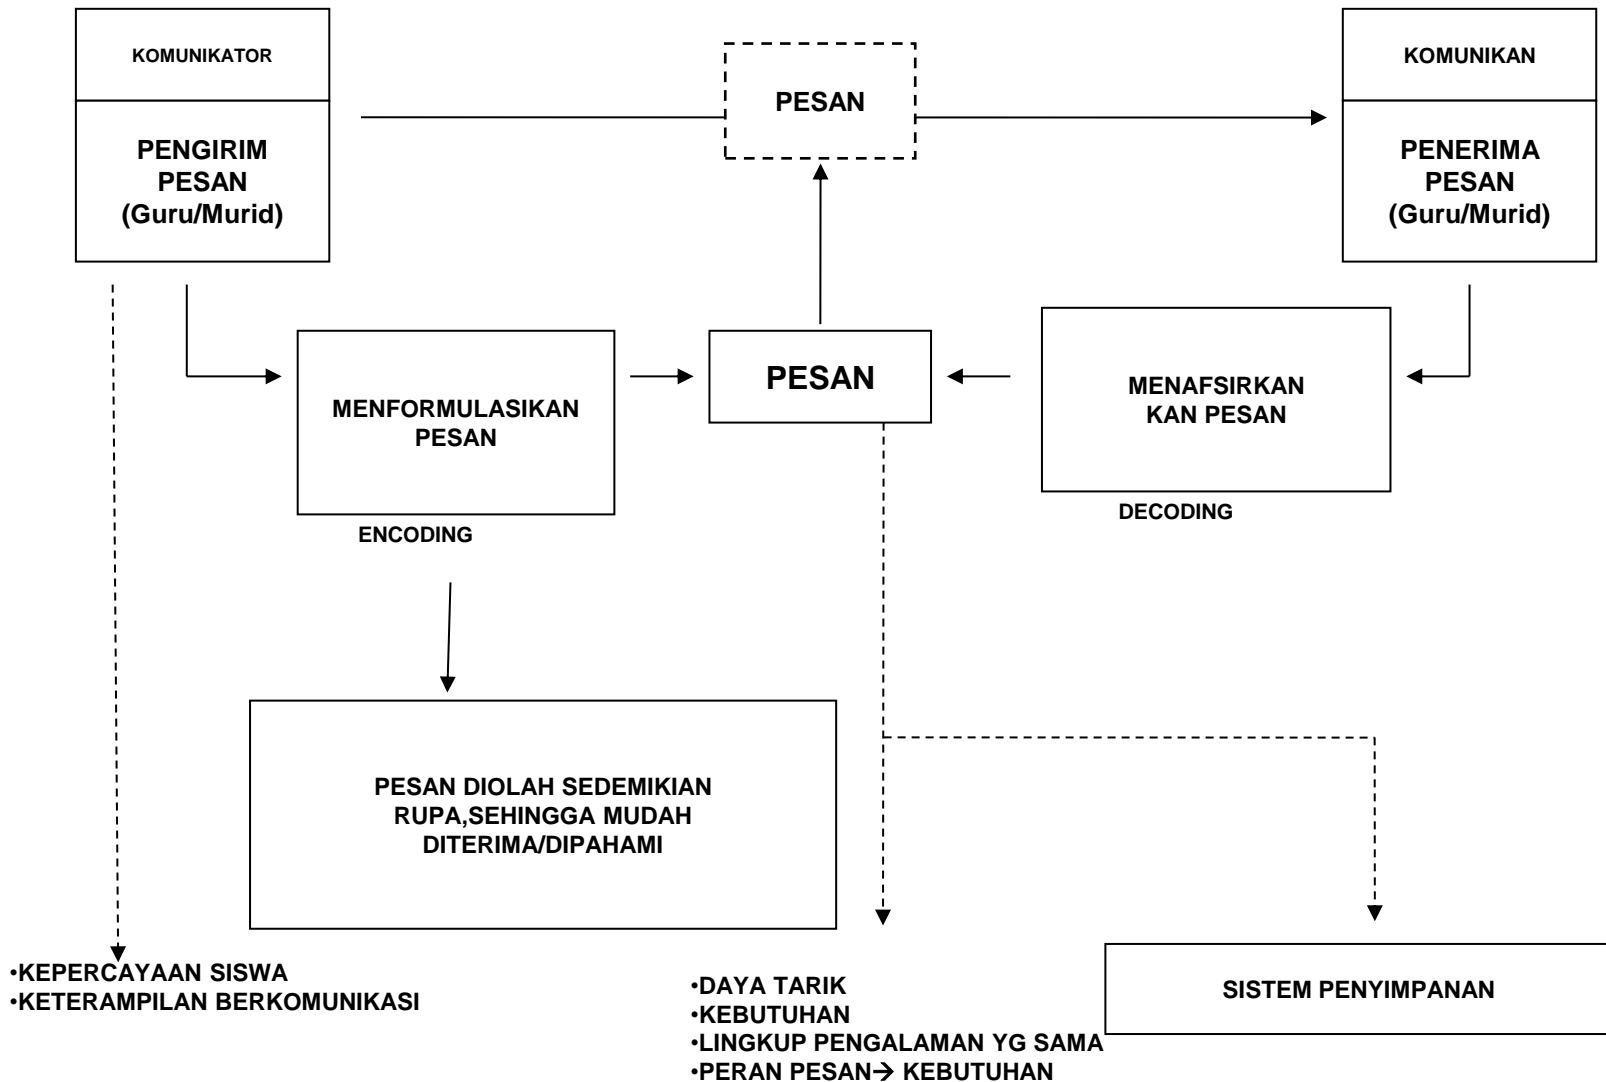 KOMUNIKATOR
PENGIRIM
PESAN
(Guru/Murid)
PESAN
KOMUNIKAN
PENERIMA
PESAN
(Guru/Murid)
MENFORMULASIKAN
PESAN
ENCODING
PESAN
MENAFSIRKAN
KAN PESAN
DECODING
PESAN DIOLAH SEDEMIKIAN
RUPA,SEHINGGA MUDAH
DITERIMA/DIPAHAMI
•KEPERCAYAAN SISWA
•KETERAMPILAN BERKOMUNIKASI
•DAYA TARIK
•KEBUTUHAN
•LINGKUP PENGALAMAN YG SAMA
•PERAN PESAN→ KEBUTUHAN
SISTEM PENYIMPANAN